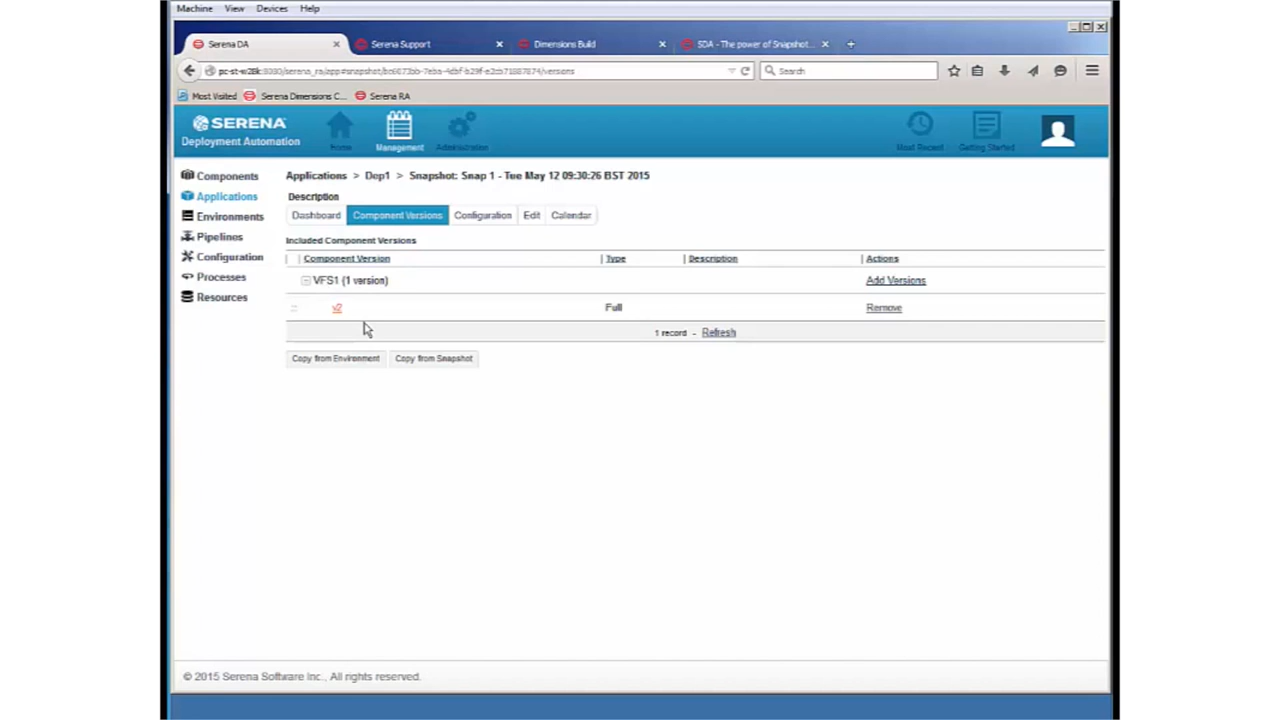 Machine View Devices Help
Serena DA Serena Support Dimensions Build SDA - The power of Snapshot...
Search
Most Visited Serena Dimensions C... Serena RA
SERENA
Deployment Automation
Home Management Administration Most Recent Getting Started
Components
Applications
Environments
Pipelines
Configuration
Processes
Resources
Applications > Dep1 > Snapshot: Snap 1 - Tue May 12 09:30:26 BST 2015
Description
Dashboard Component Versions Configuration Edit Calendar
Included Component Versions
Component Version Type Description Actions
VFS1 (1 version) Add Versions
v2 Full Remove
1 record - Refresh
Copy from Environment Copy from Snapshot
© 2015 Serena Software Inc., All rights reserved.